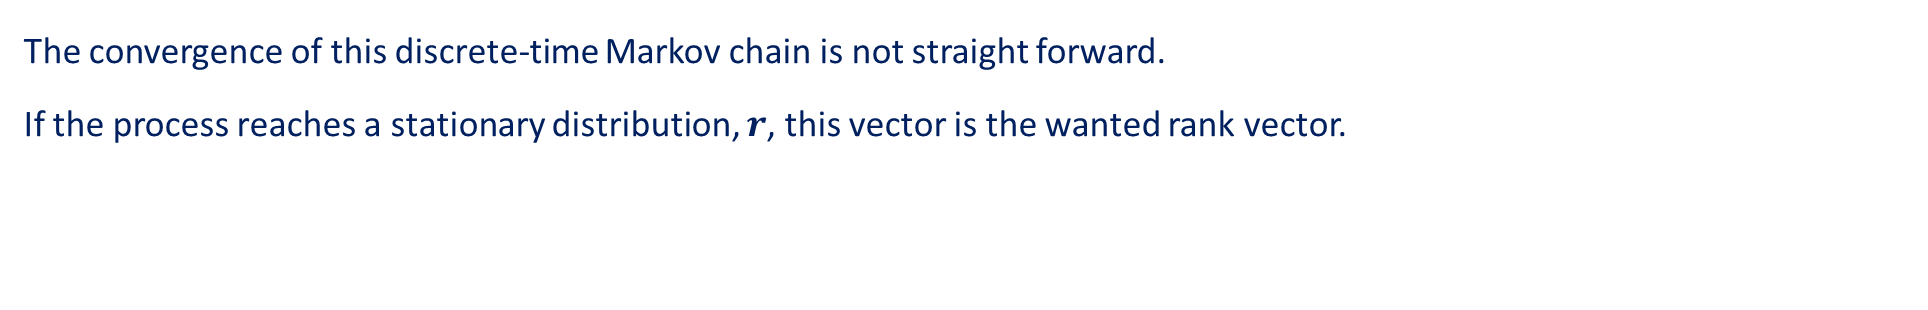 The convergence of this discrete-time Markov chain is not straight forward.
If the process reaches a stationary distribution, r, this vector is the wanted rank vector.